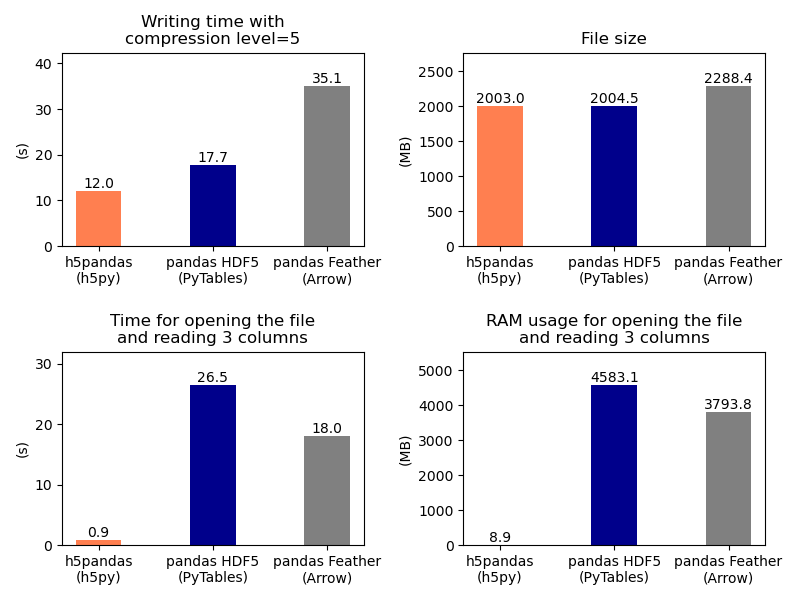 Writing time with
compression level=5
(s)
40
30
20
10
0
12.0
17.7
35.1
h5pandas
(h5py)
pandas HDF5
(PyTables)
pandas Feather
(Arrow)
File size
(MB)
2500
2000
1500
1000
500
0
2003.0
2004.5
2288.4
h5pandas
(h5py)
pandas HDF5
(PyTables)
pandas Feather
(Arrow)
Time for opening the file
and reading 3 columns
(s)
30
20
10
0
0.9
26.5
18.0
h5pandas
(h5py)
pandas HDF5
(PyTables)
pandas Feather
(Arrow)
RAM usage for opening the file
and reading 3 columns
(MB)
5000
4000
3000
2000
1000
0
8.9
4583.1
3793.8
h5pandas
(h5py)
pandas HDF5
(PyTables)
pandas Feather
(Arrow)